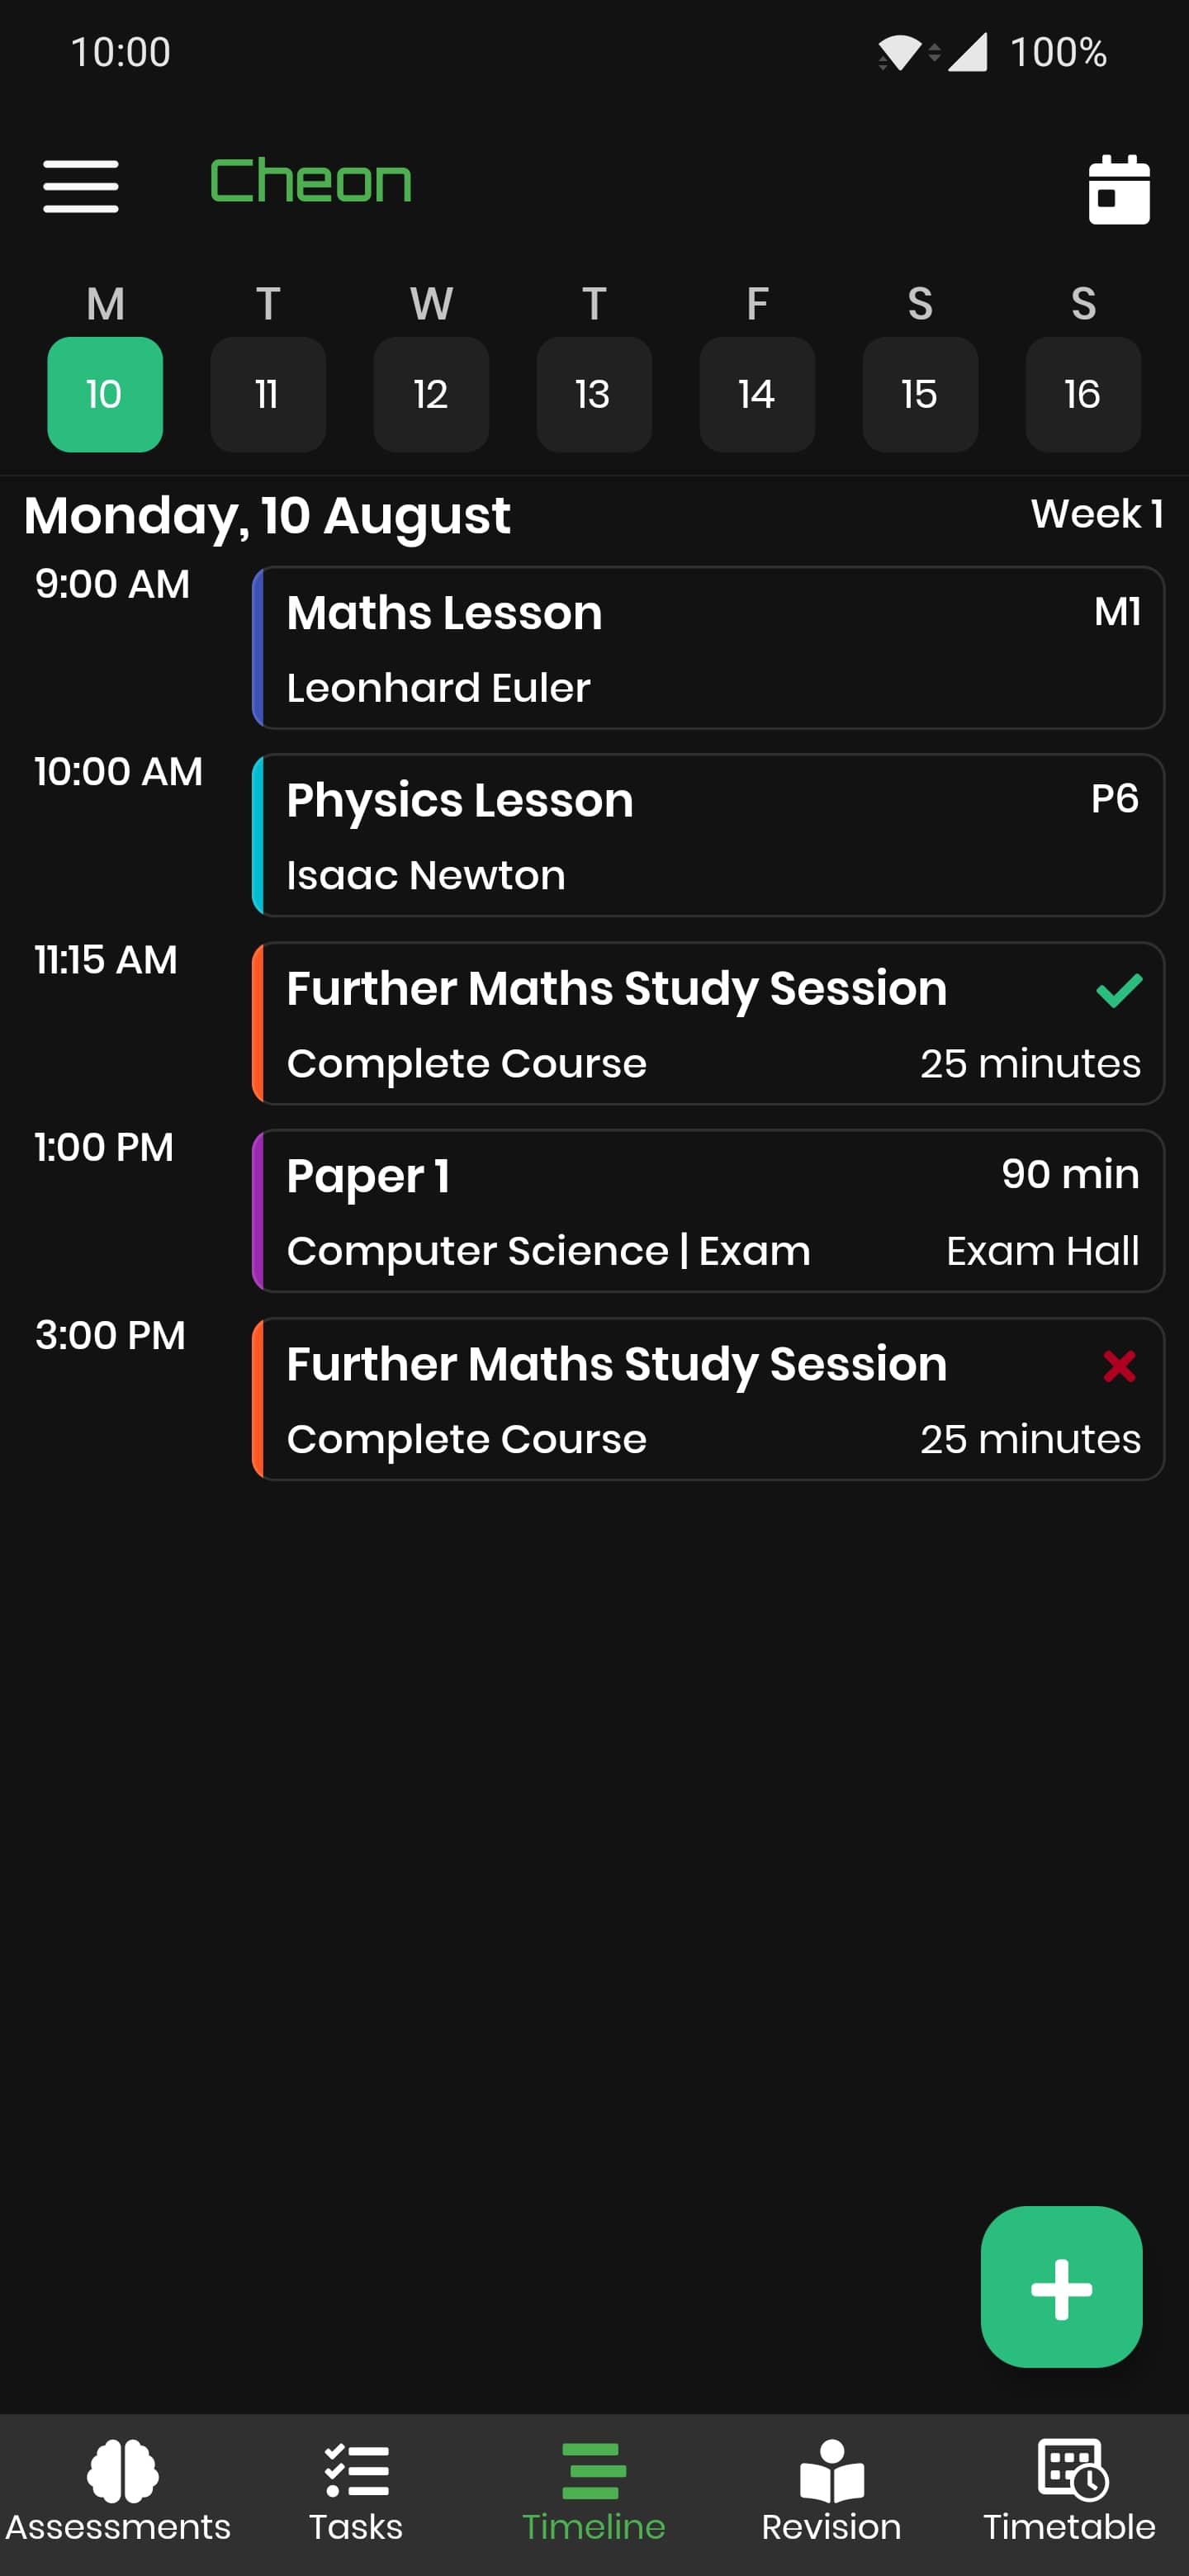 10:00 100%
Cheon
M T W T F S S
10 11 12 13 14 15 16
Monday, 10 August Week 1
9:00 AM Maths Lesson M1
Leonhard Euler
10:00 AM Physics Lesson P6
Isaac Newton
11:15 AM Further Maths Study Session
Complete Course 25 minutes
1:00 PM Paper 1 90 min
Computer Science | Exam Exam Hall
3:00 PM Further Maths Study Session
Complete Course 25 minutes
Assessments Tasks Timeline Revision Timetable